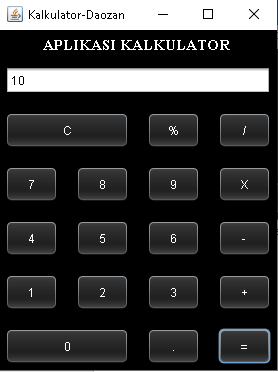 Kalkulator-Daozan
APLIKASI KALKULATOR
10
C % /
7 8 9 X
4 5 6 -
1 2 3 +
0 . =